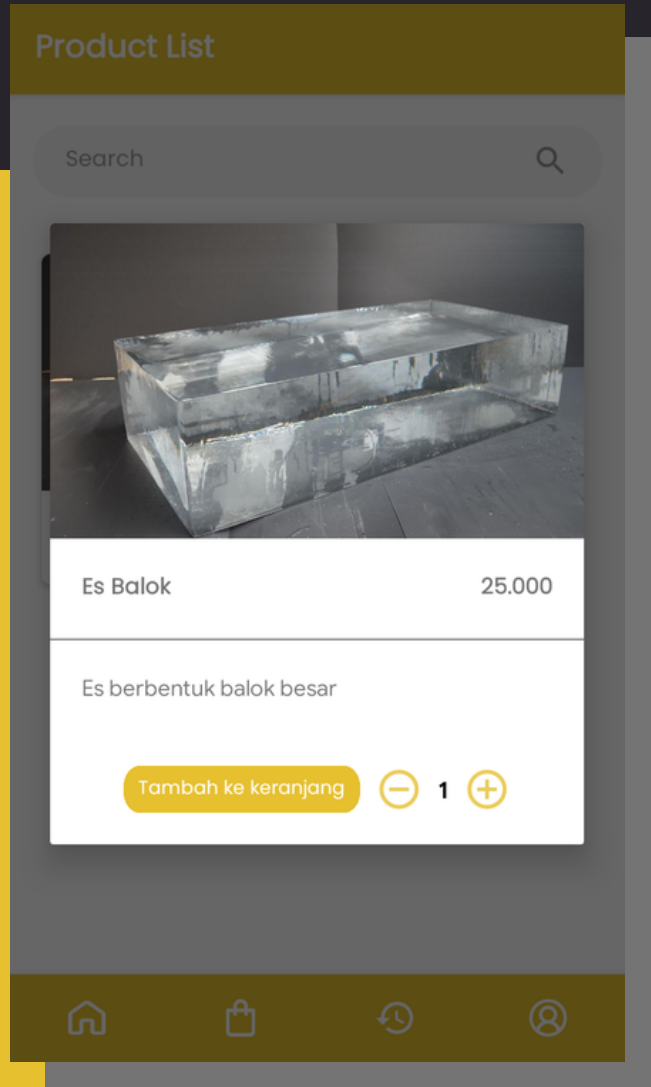 Product List
Search
Es Balok 25.000
Es berbentuk balok besar
Tambah ke keranjang 1